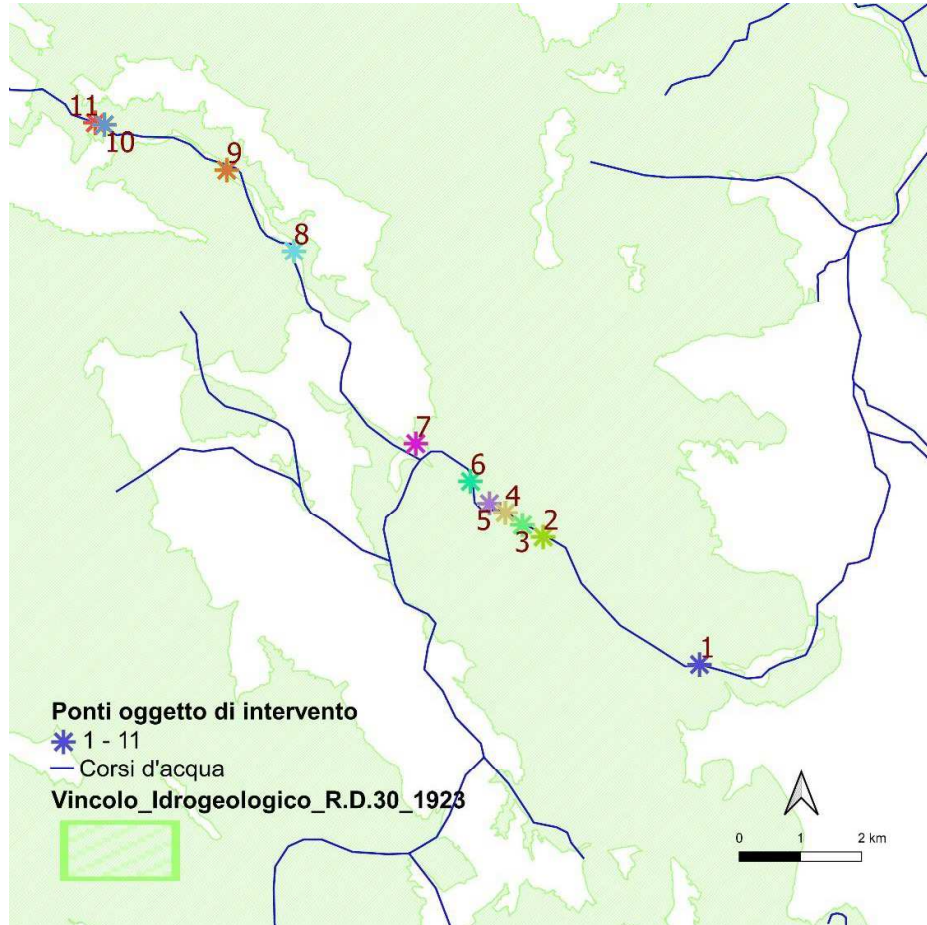 11
10
9
8
7
6
4
5
2
3
1
Ponti oggetto di intervento
1 - 11
Corsi d'acqua
Vincolo_Idrogeologico_R.D.30_1923
0 1 2 km